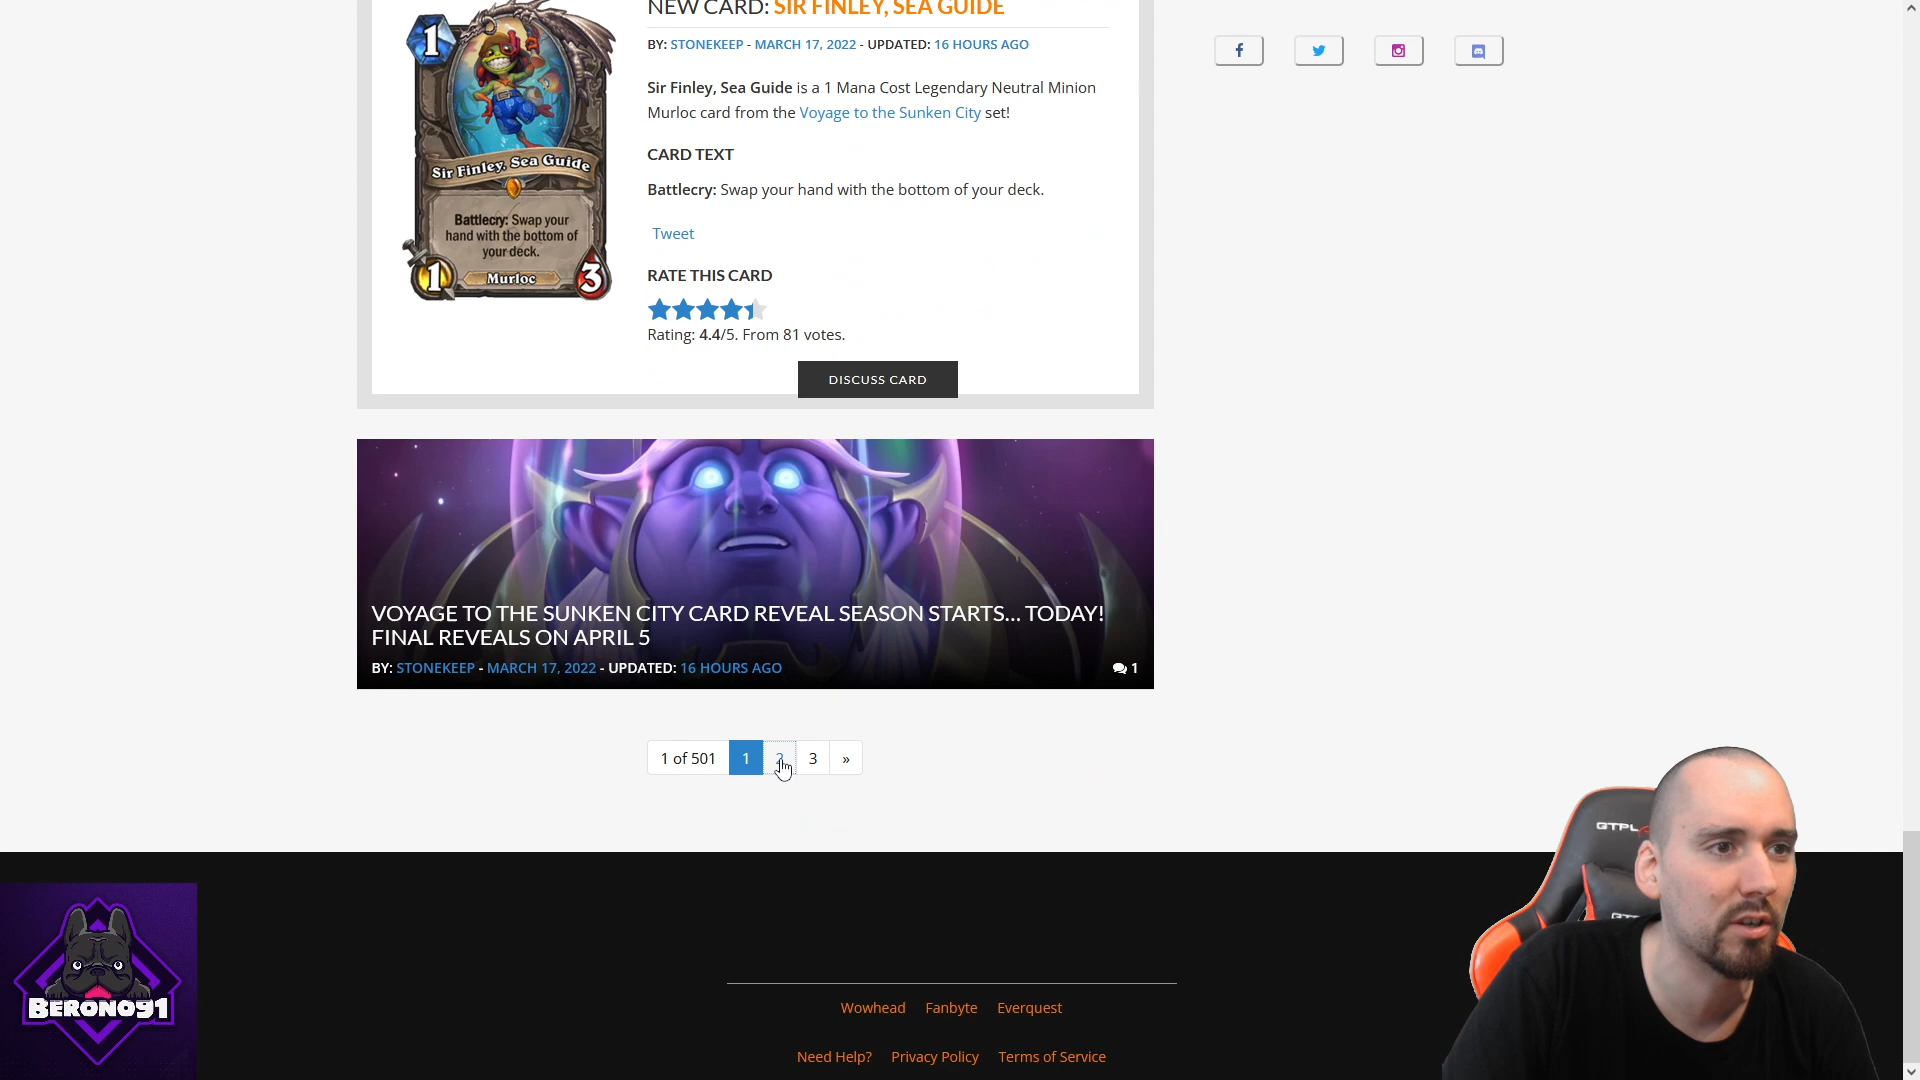 NEW CARD: SIR FINLEY, SEA GUIDE
BY: STONEKEEP - MARCH 17, 2022 - UPDATED: 16 HOURS AGO
Sir Finley, Sea Guide is a 1 Mana Cost Legendary Neutral Minion
Murloc card from the Voyage to the Sunken City set!
CARD TEXT
Battlecry: Swap your hand with the bottom of your deck.
Tweet
RATE THIS CARD
Rating: 4.4/5. From 81 votes.
DISCUSS CARD
1
Sir Finley, Sea Guide
Battlecry: Swap your
hand with the bottom of
your deck.
1 Murloc 3
VOYAGE TO THE SUNKEN CITY CARD REVEAL SEASON STARTS... TODAY!
FINAL REVEALS ON APRIL 5
BY: STONEKEEP - MARCH 17, 2022 - UPDATED: 16 HOURS AGO
1
1 of 501 1 2 3 »
BERONO91
Wowhead Fanbyte Everquest
Need Help? Privacy Policy Terms of Service
GTPL